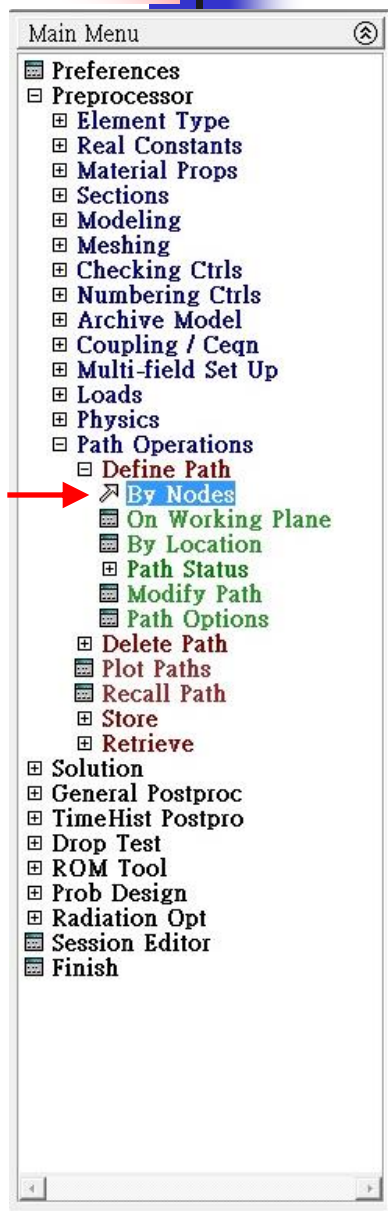 Main Menu
Preferences
Preprocessor
Element Type
Real Constants
Material Props
Sections
Modeling
Meshing
Checking Ctrls
Numbering Ctrls
Archive Model
Coupling / Ceqn
Multi-field Set Up
Loads
Physics
Path Operations
Define Path
By Nodes
On Working Plane
By Location
Path Status
Modify Path
Path Options
Delete Path
Plot Paths
Recall Path
Store
Retrieve
Solution
General Postproc
TimeHist Postpro
Drop Test
ROM Tool
Prob Design
Radiation Opt
Session Editor
Finish